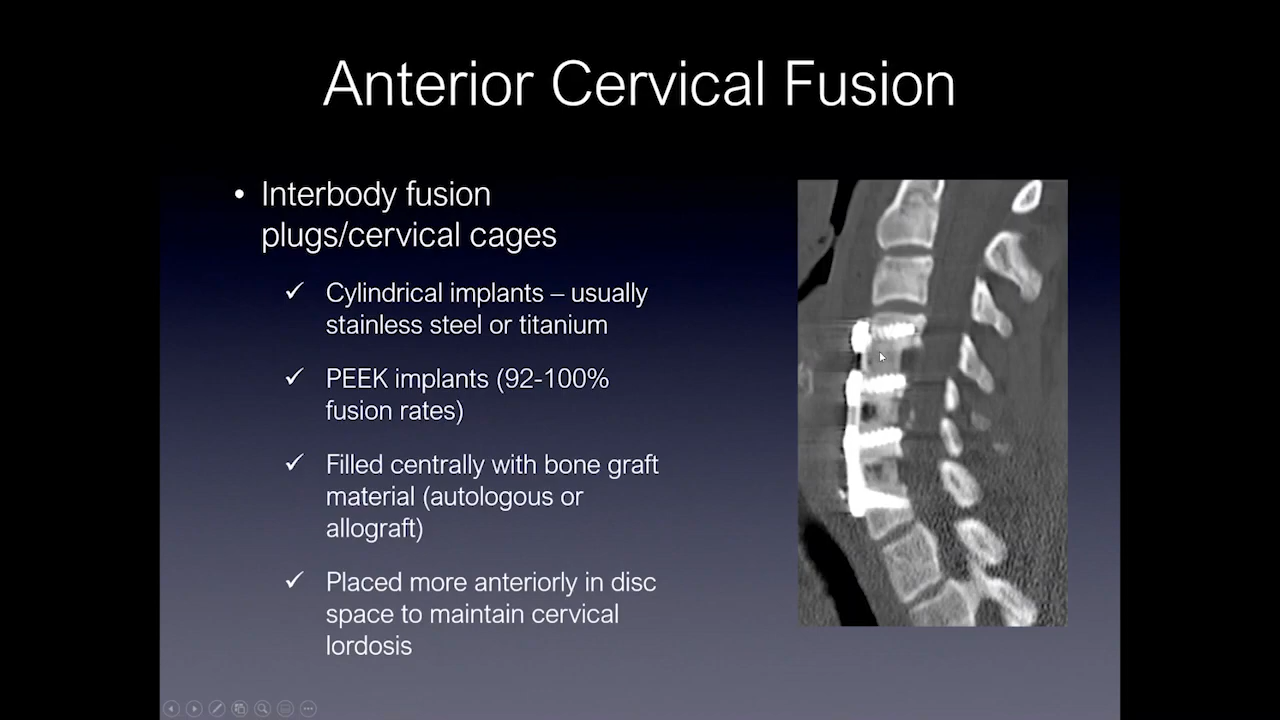 Anterior Cervical Fusion
• Interbody fusion
plugs/cervical cages
✓ Cylindrical implants – usually
stainless steel or titanium
✓ PEEK implants (92-100%
fusion rates)
✓ Filled centrally with bone graft
material (autologous or
allograft)
✓ Placed more anteriorly in disc
space to maintain cervical
lordosis